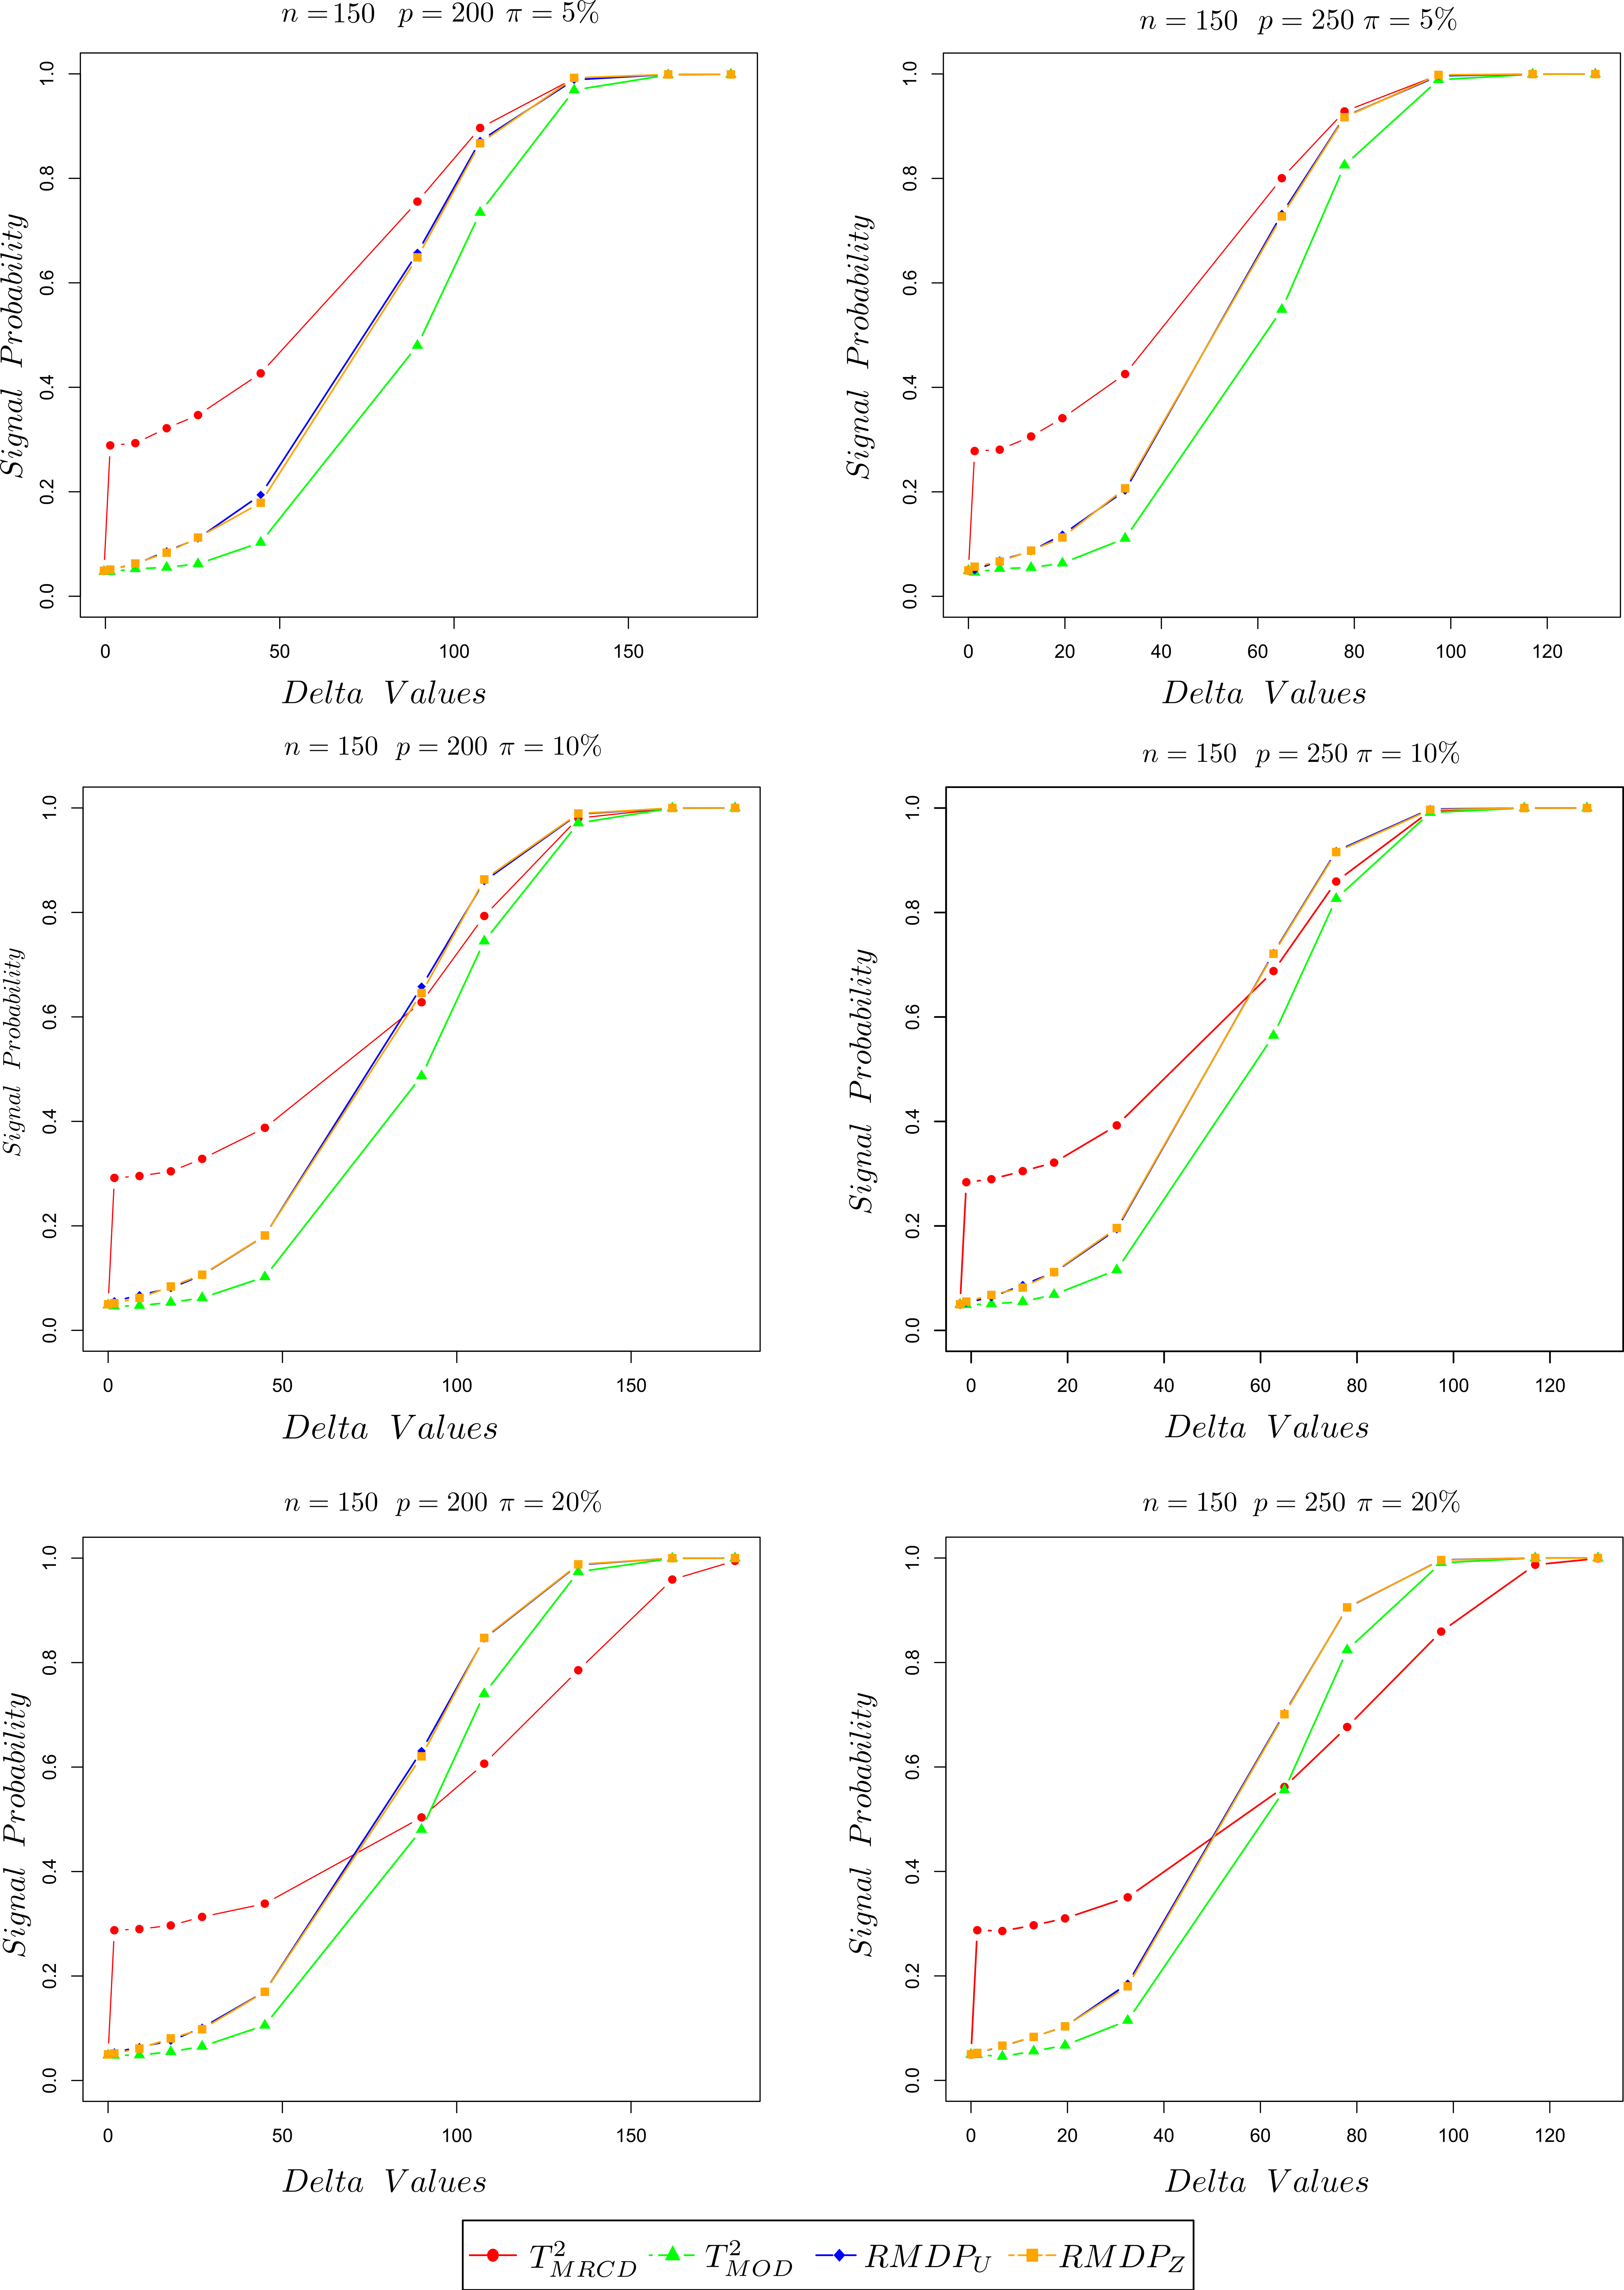 n = 150 p = 200 π = 5%
n = 150 p = 250 π = 5%
Signal Probability
1.0
0.8
0.6
0.4
0.2
0.0
0 50 100 150
Delta Values
Signal Probability
1.0
0.8
0.6
0.4
0.2
0.0
0 20 40 60 80 100 120
Delta Values
n = 150 p = 200 π = 10%
n = 150 p = 250 π = 10%
Signal Probability
1.0
0.8
0.6
0.4
0.2
0.0
0 50 100 150
Delta Values
Signal Probability
1.0
0.8
0.6
0.4
0.2
0.0
0 20 40 60 80 100 120
Delta Values
n = 150 p = 200 π = 20%
n = 150 p = 250 π = 20%
Signal Probability
1.0
0.8
0.6
0.4
0.2
0.0
0 50 100 150
Delta Values
Signal Probability
1.0
0.8
0.6
0.4
0.2
0.0
0 20 40 60 80 100 120
Delta Values
T²_MRCD T²_MOD RMDP_U RMDP_Z